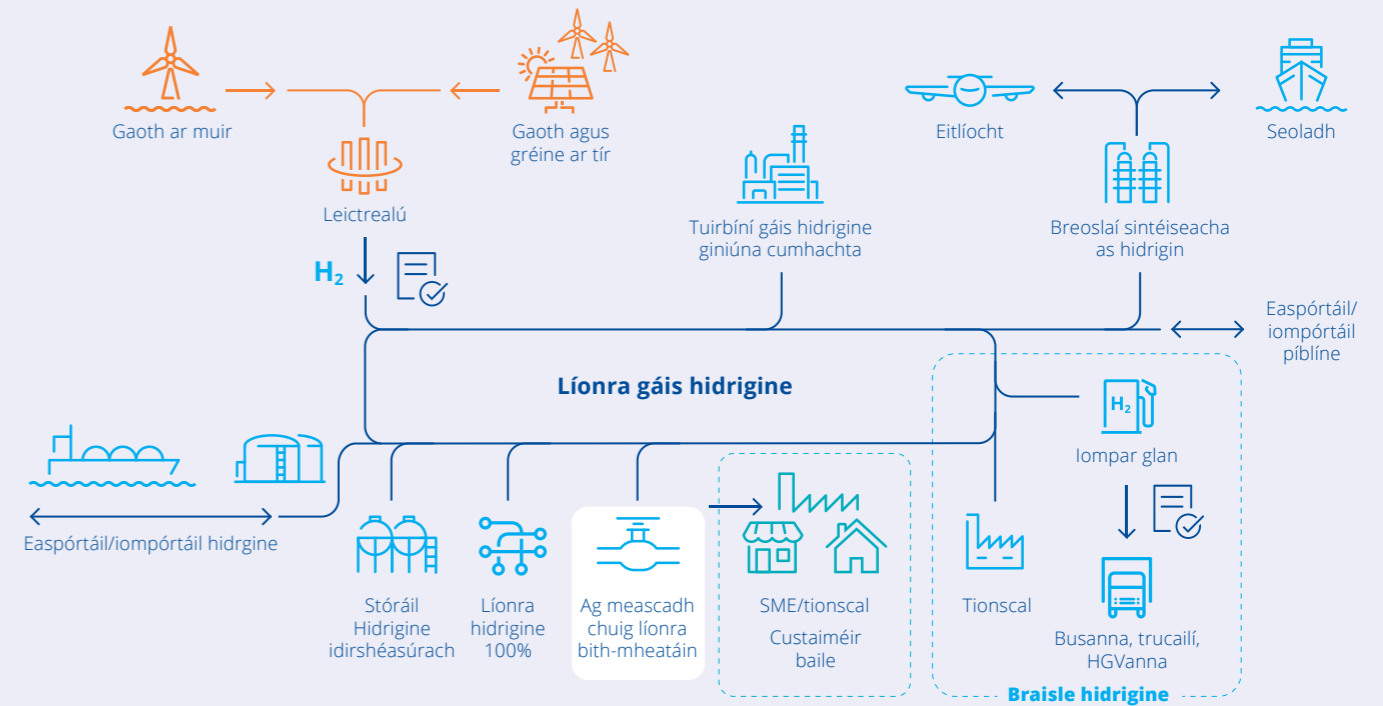 Gaoth ar muir
Gaoth agus
gréine ar tír
Eitlíocht
Seoladh
Leictrealú
Tuirbíní gáis hidrigine
giniúna cumhachta
Breoslaí sintéiseacha
as hidrigin
H₂
Easpórtáil/
iompórtáil
píblíne
Líonra gáis hidrigine
H₂
Iompar glan
Easpórtáil/iompórtáil hidrgine
Stóráil
Hidrigine
idirshéasúrach
Líonra
hidrigine
100%
Ag meascadh
chuig líonra
bith-mheatáin
SME/tionscal
Custaiméir
baile
Tionscal
Busanna, trucailí,
HGVanna
Braisle hidrigine